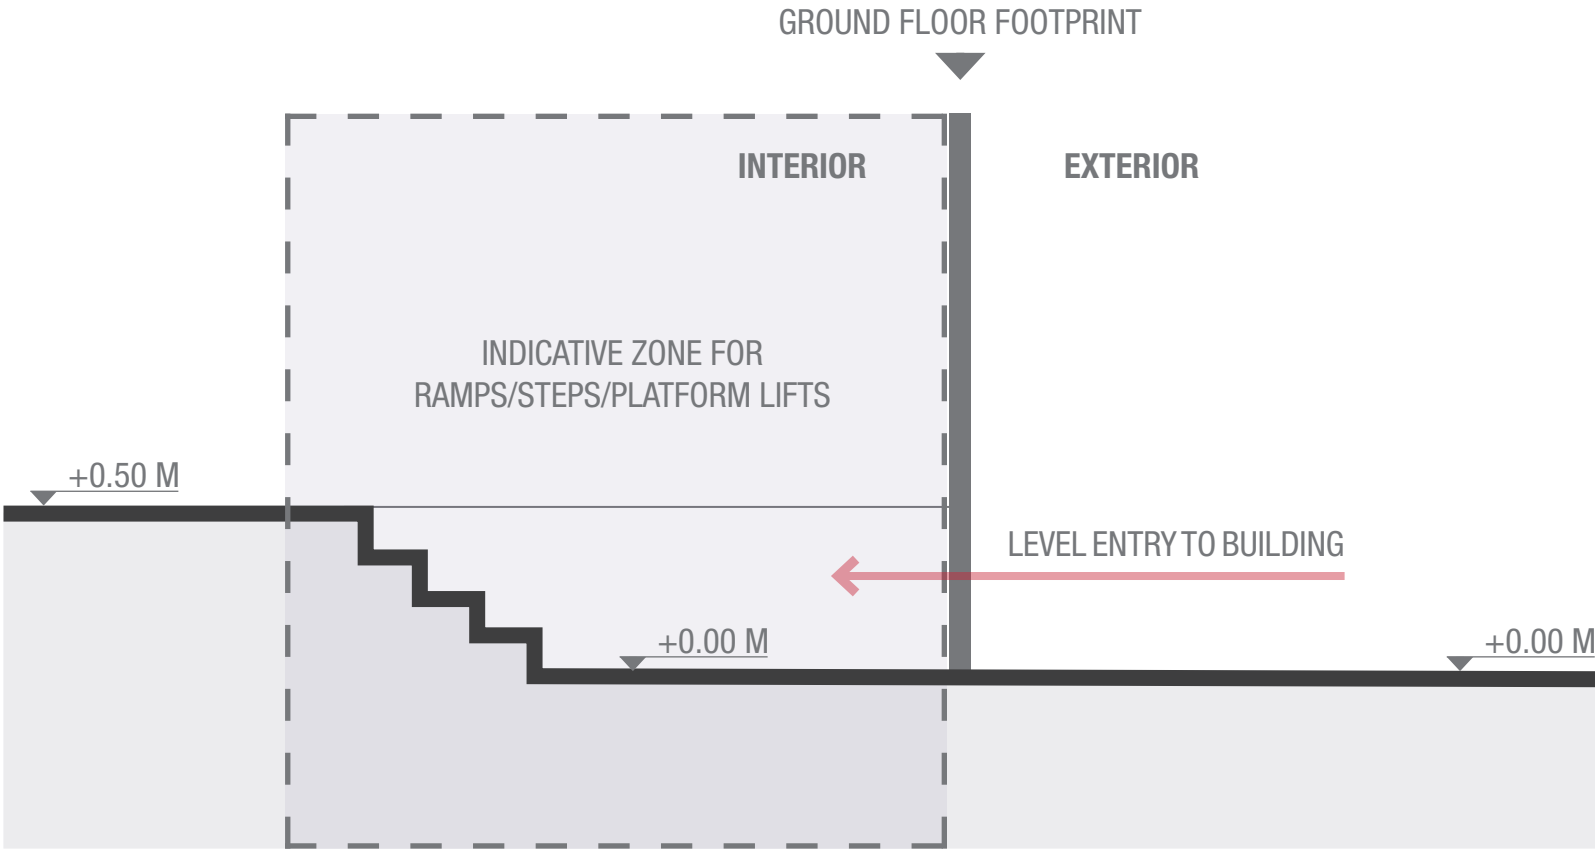 GROUND FLOOR FOOTPRINT
INTERIOR
EXTERIOR
INDICATIVE ZONE FOR
RAMPS/STEPS/PLATFORM LIFTS
+0.50 M
LEVEL ENTRY TO BUILDING
+0.00 M
+0.00 M